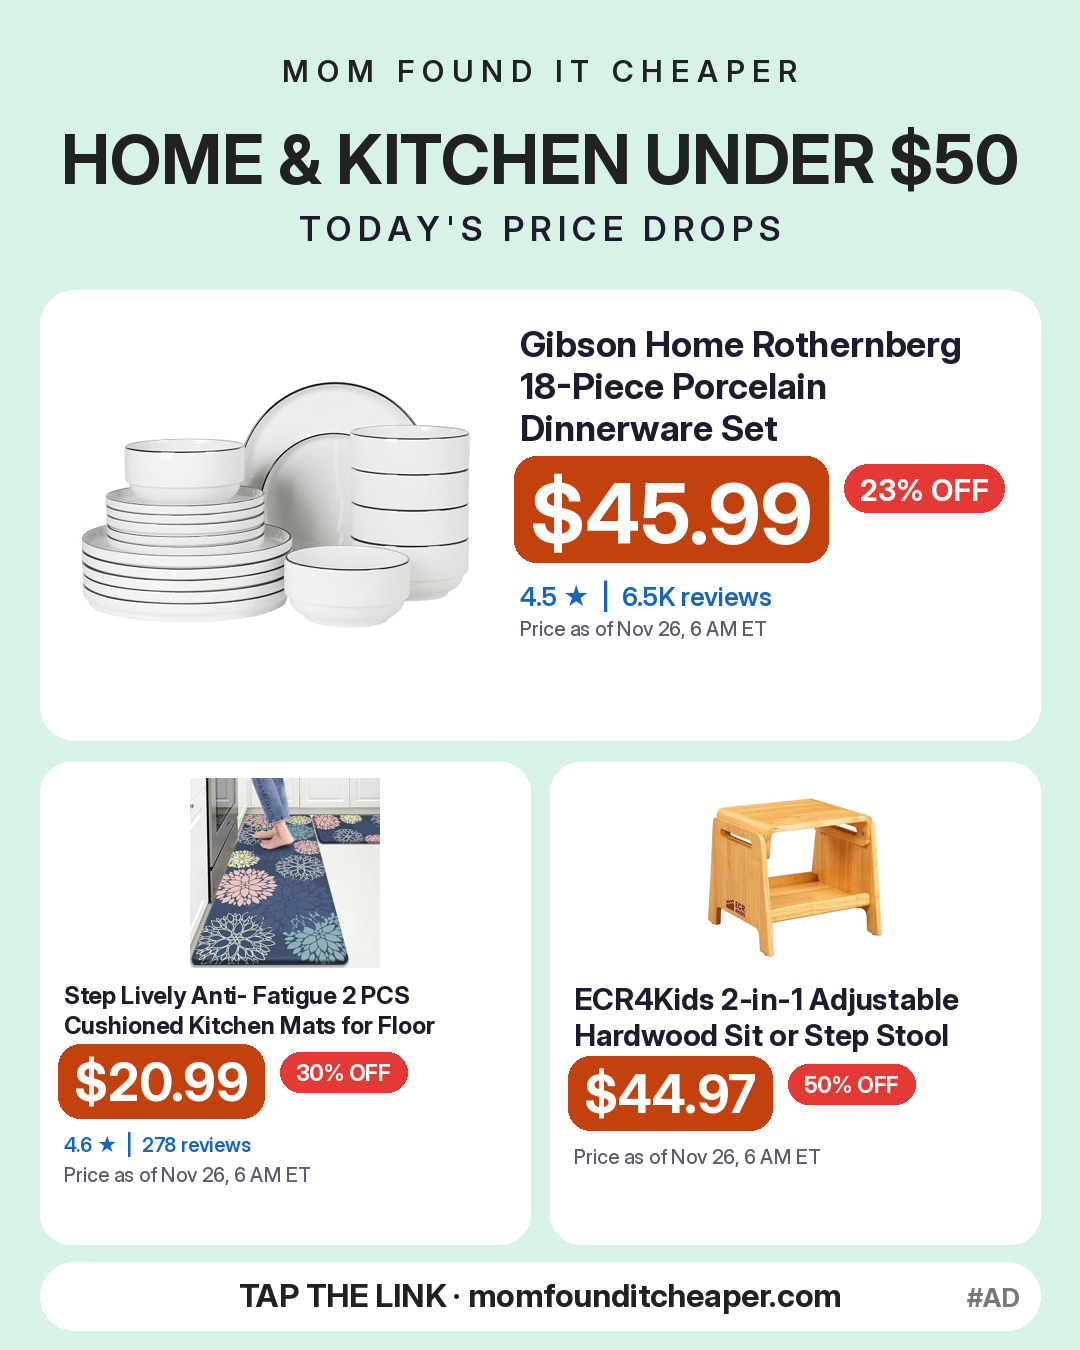 MOM FOUND IT CHEAPER
HOME & KITCHEN UNDER $50
TODAY'S PRICE DROPS
Gibson Home Rothernberg
18-Piece Porcelain
Dinnerware Set
$45.99
23% OFF
4.5 ★ | 6.5K reviews
Price as of Nov 26, 6 AM ET
Step Lively Anti- Fatigue 2 PCS
Cushioned Kitchen Mats for Floor
$20.99
30% OFF
4.6 ★ | 278 reviews
Price as of Nov 26, 6 AM ET
ECR
4KIDS
ECR4Kids 2-in-1 Adjustable
Hardwood Sit or Step Stool
$44.97
50% OFF
Price as of Nov 26, 6 AM ET
TAP THE LINK · momfounditcheaper.com
#AD